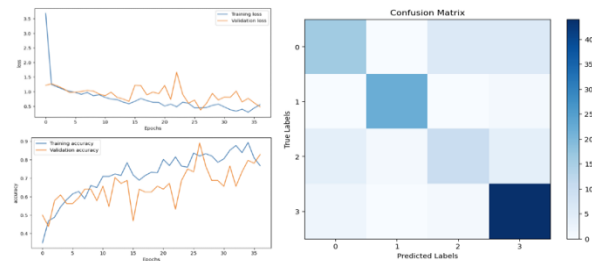 Training loss
Validation loss
3.5
3.0
2.5
2.0
1.5
1.0
0.5
loss
0 5 10 15 20 25 30 35
Epochs
Training accuracy
Validation accuracy
0.9
0.8
0.7
0.6
0.5
0.4
accuracy
0 5 10 15 20 25 30 35
Epochs
Confusion Matrix
True Labels
0
1
2
3
0 1 2 3
Predicted Labels
40
35
30
25
20
15
10
5
0